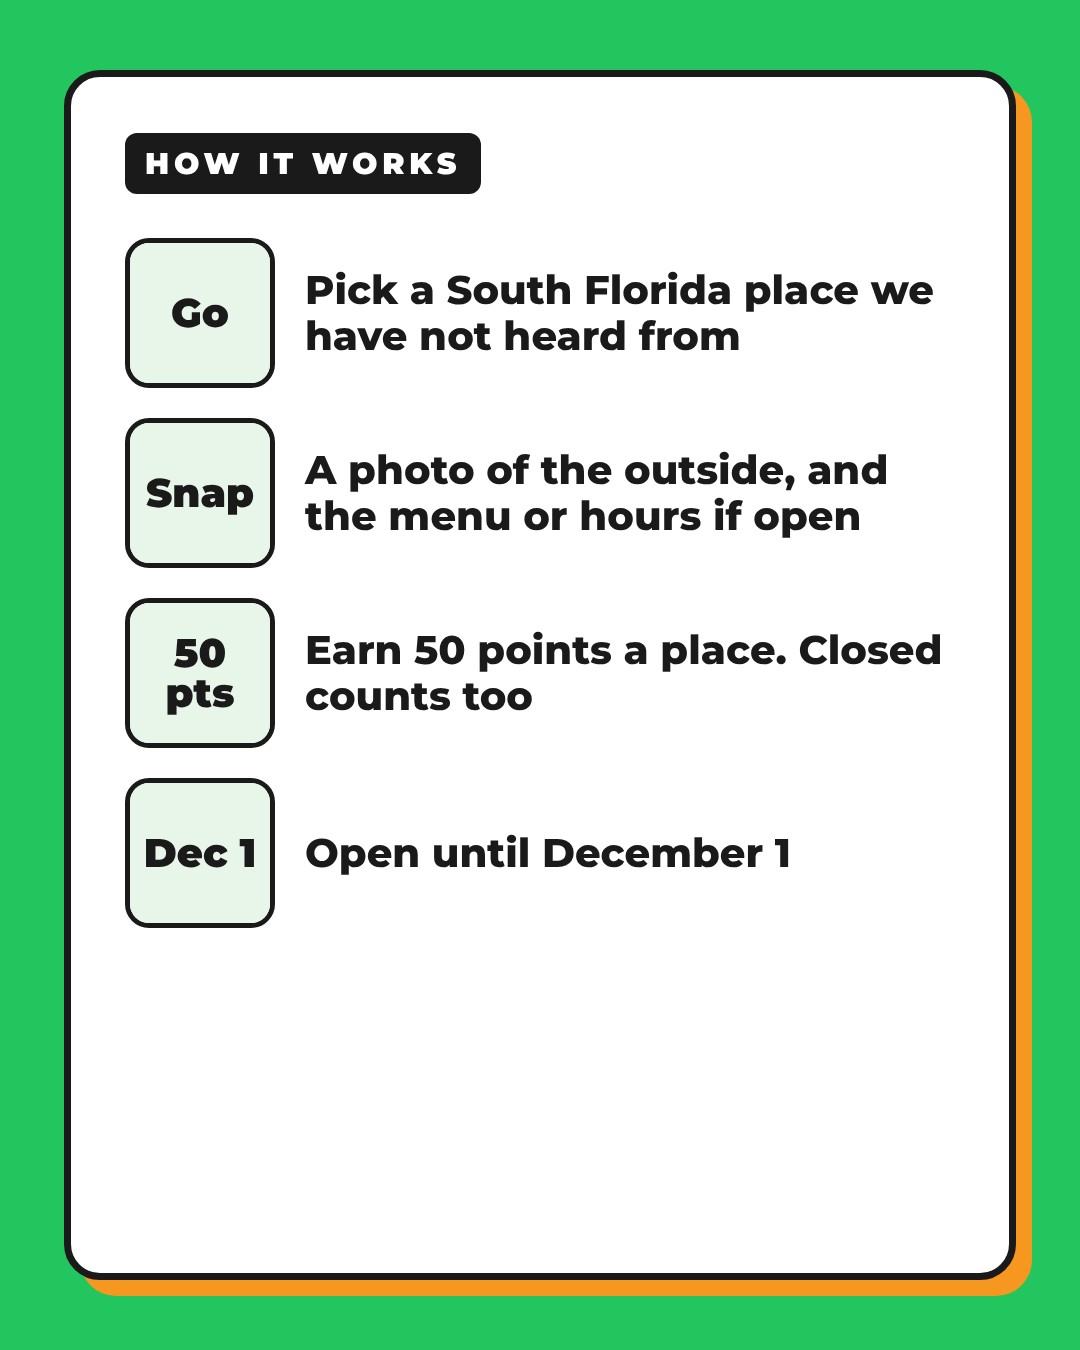 HOW IT WORKS
Go
Pick a South Florida place we
have not heard from
Snap
A photo of the outside, and
the menu or hours if open
50
pts
Earn 50 points a place. Closed
counts too
Dec 1
Open until December 1